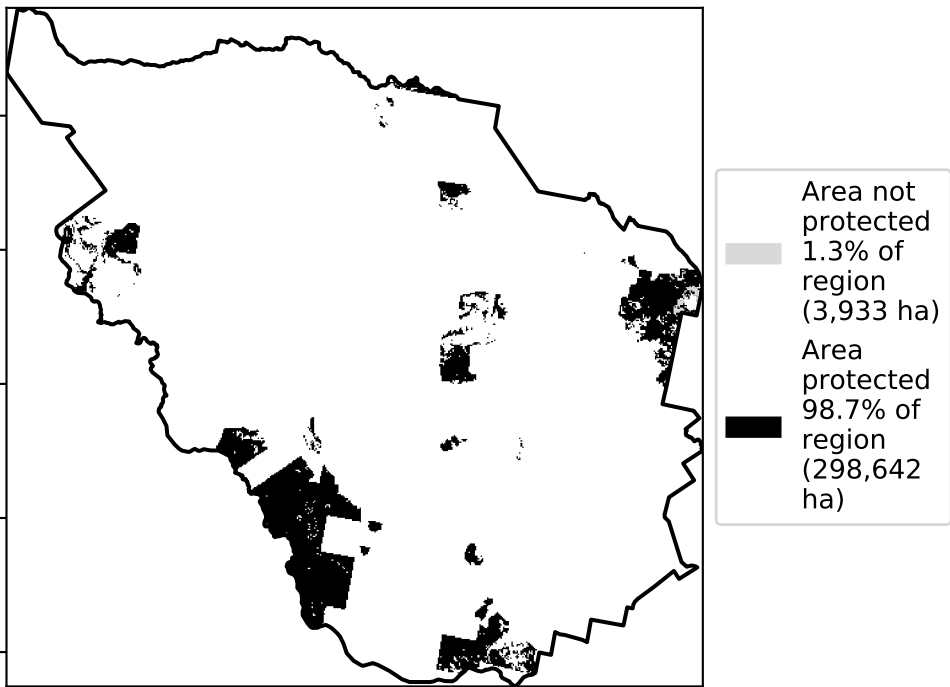 Area not
protected
1.3% of
region
(3,933 ha)
Area
protected
98.7% of
region
(298,642
ha)